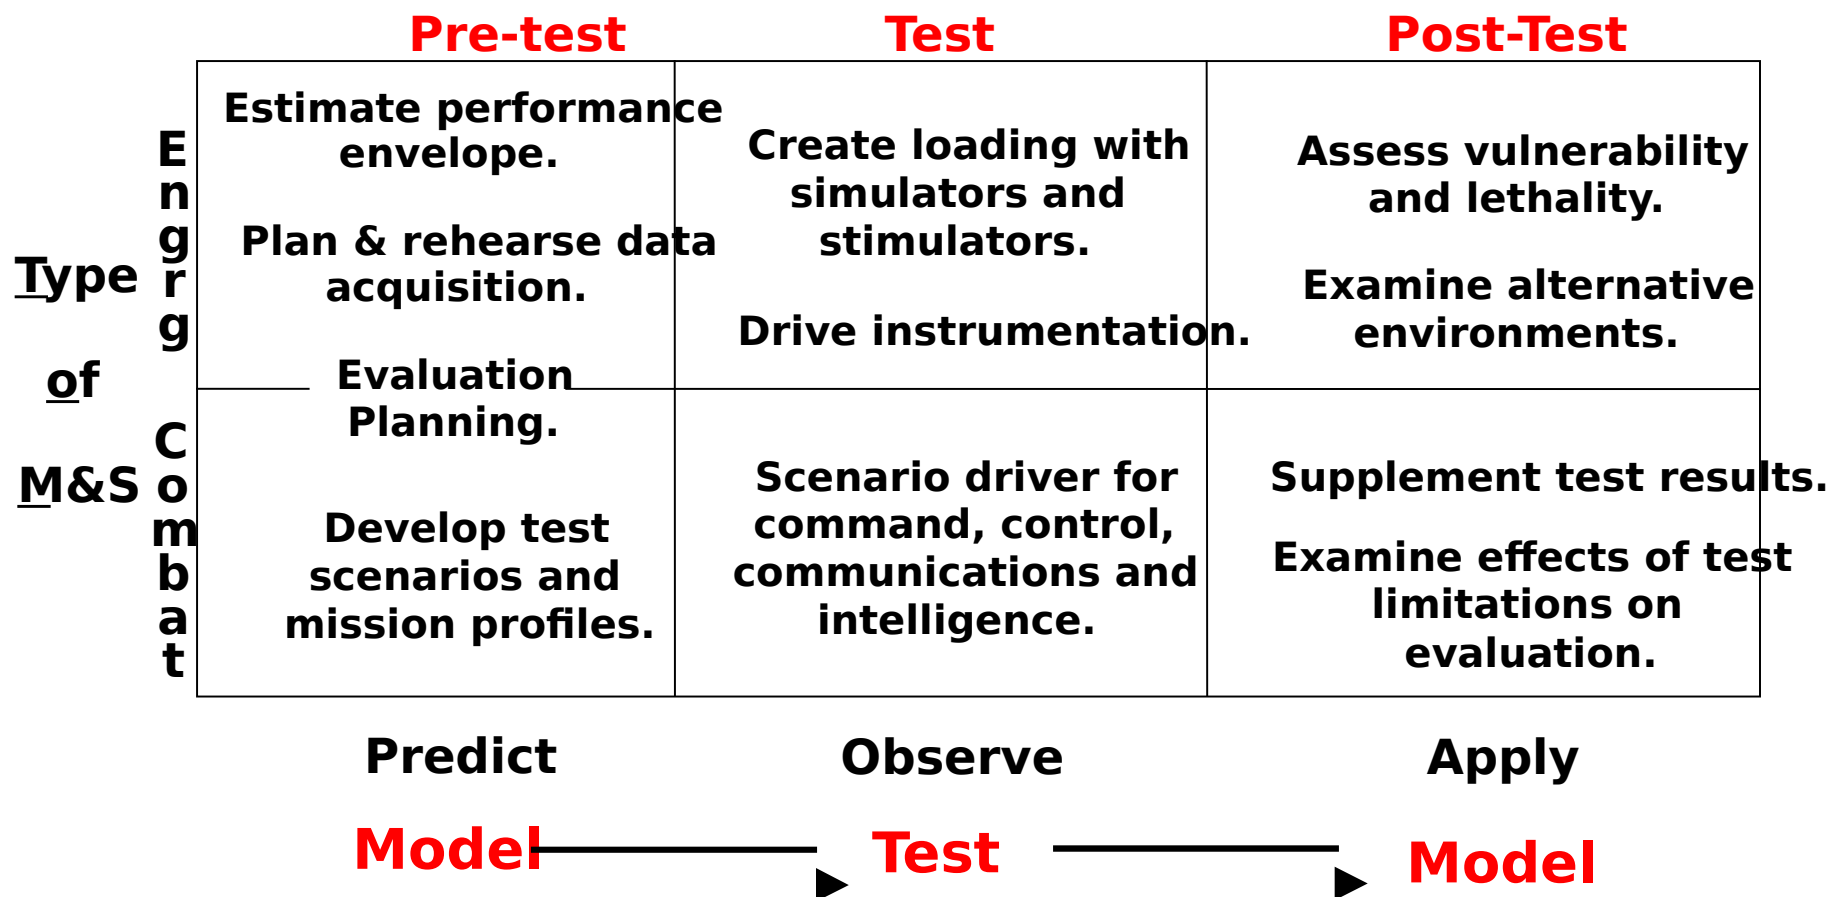 Pre-test Test Post-Test
Type
of
M&S
Engrg
Estimate performance
envelope.
Plan & rehearse data
acquisition.
Evaluation
Planning.
Create loading with
simulators and
stimulators.
Drive instrumentation.
Assess vulnerability
and lethality.
Examine alternative
environments.
Combat
Develop test
scenarios and
mission profiles.
Scenario driver for
command, control,
communications and
intelligence.
Supplement test results.
Examine effects of test
limitations on
evaluation.
Predict Observe Apply
Model Test Model